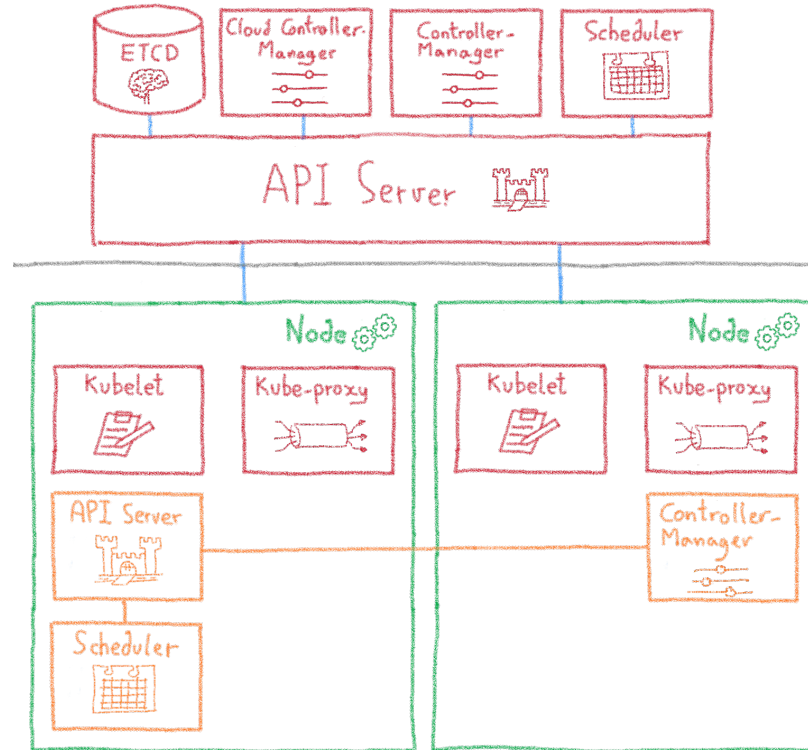 ETCD
Cloud Controller-
Manager
Controller-
Manager
Scheduler
API Server
Node
Node
Kubelet
Kube-proxy
Kubelet
Kube-proxy
API Server
Controller-
Manager
Scheduler